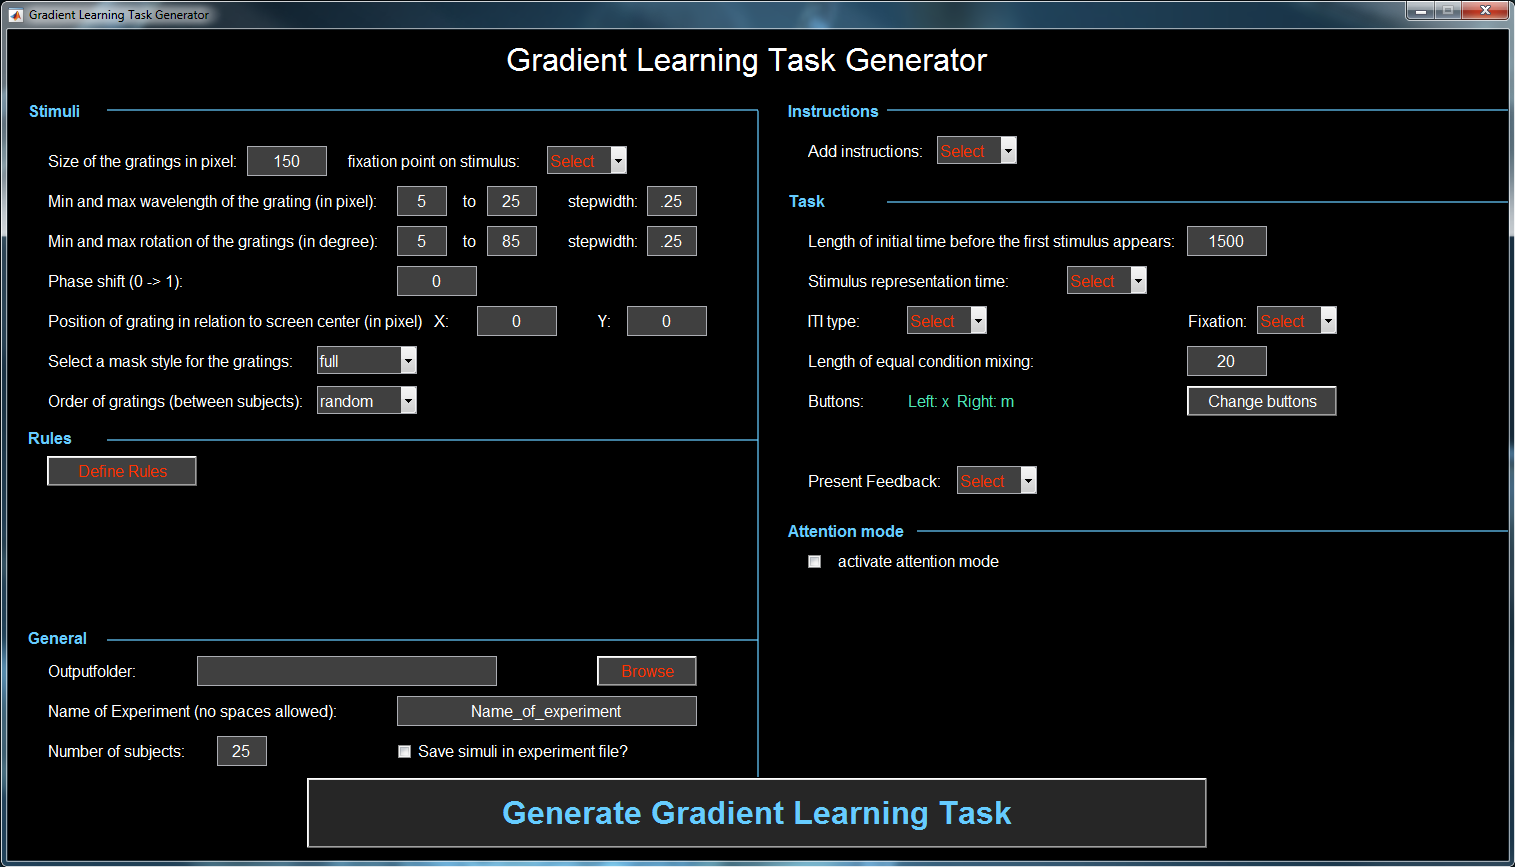 Gradient Learning Task Generator
Gradient Learning Task Generator
Stimuli
Size of the gratings in pixel: 150 fixation point on stimulus: Select
Min and max wavelength of the grating (in pixel): 5 to 25 stepwidth: .25
Min and max rotation of the gratings (in degree): 5 to 85 stepwidth: .25
Phase shift (0 -> 1): 0
Position of grating in relation to screen center (in pixel) X: 0 Y: 0
Select a mask style for the gratings: full
Order of gratings (between subjects): random
Rules
Define Rules
General
Outputfolder: Browse
Name of Experiment (no spaces allowed): Name_of_experiment
Number of subjects: 25 Save simuli in experiment file?
Instructions
Add instructions: Select
Task
Length of initial time before the first stimulus appears: 1500
Stimulus representation time: Select
ITI type: Select Fixation: Select
Length of equal condition mixing: 20
Buttons: Left: x Right: m Change buttons
Present Feedback: Select
Attention mode
activate attention mode
Generate Gradient Learning Task